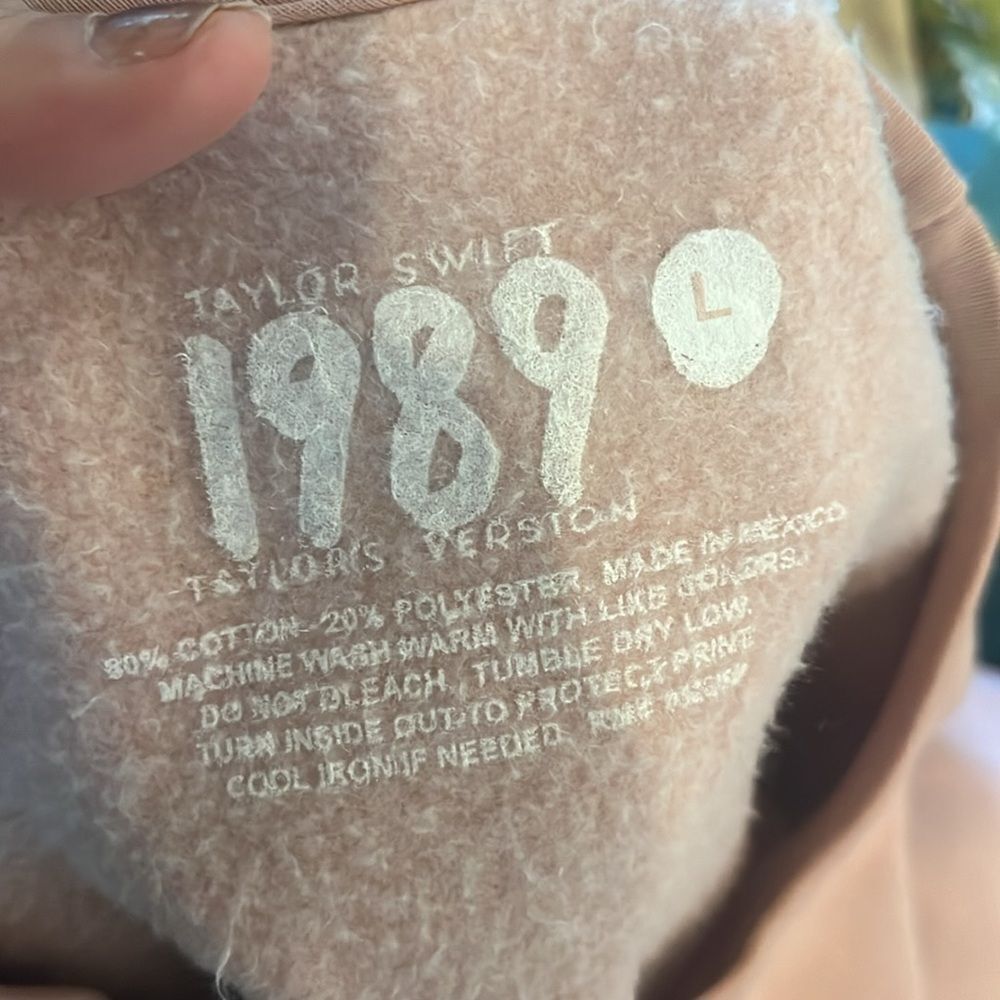 TAYLOR SWIFT
1989
L
TAYLOR'S VERSION
80% COTTON 20% POLYESTER. MADE IN MEXICO
MACHINE WASH WARM WITH LIKE COLORS.
DO NOT BLEACH. TUMBLE DRY LOW.
TURN INSIDE OUT TO PROTECT PRINT
COOL IRON IF NEEDED. RN#